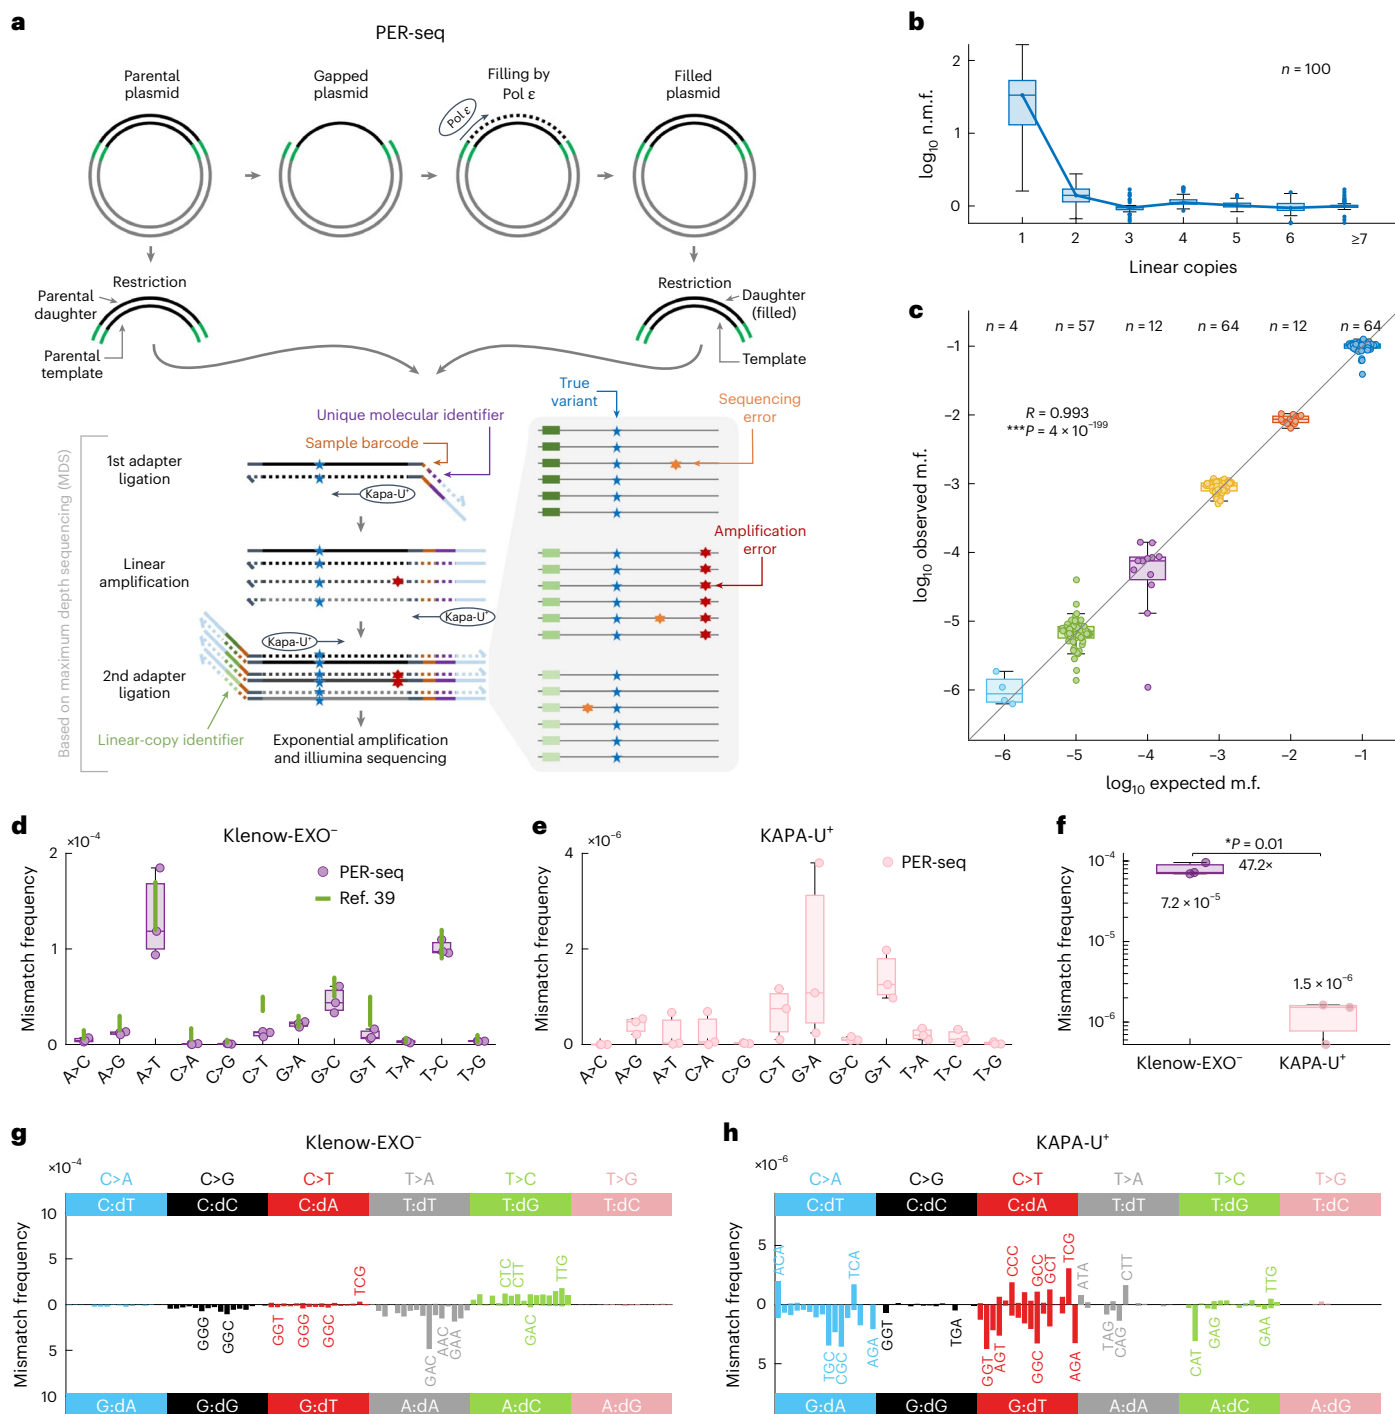 a
PER-seq
Parental
plasmid
Gapped
plasmid
Filling by
Pol ε
Filled
plasmid
Pol ε
Restriction
Parental
daughter
Parental
template
Restriction
Daughter
(filled)
Template
Based on maximum depth sequencing (MDS)
1st adapter
ligation
Unique molecular identifier
Sample barcode
Kapa-U+
Linear
amplification
Kapa-U+
Kapa-U+
2nd adapter
ligation
Linear-copy identifier
Exponential amplification
and illumina sequencing
True
variant
Sequencing
error
Amplification
error
b
log10 n.m.f.
2
1
0
n = 100
1 2 3 4 5 6 ≥7
Linear copies
c
n = 4 n = 57 n = 12 n = 64 n = 12 n = 64
R = 0.993
***P = 4 × 10−199
log10 observed m.f.
−1
−2
−3
−4
−5
−6
−6 −5 −4 −3 −2 −1
log10 expected m.f.
d
Klenow-EXO−
×10−4
Mismatch frequency
2
1
0
PER-seq
Ref. 39
A>C A>G A>T C>A C>G C>T G>A G>C G>T T>A T>C T>G
e
KAPA-U+
×10−6
Mismatch frequency
4
2
0
PER-seq
A>C A>G A>T C>A C>G C>T G>A G>C G>T T>A T>C T>G
f
*P = 0.01
47.2×
Mismatch frequency
10−4
10−5
10−6
7.2 × 10−5
1.5 × 10−6
Klenow-EXO− KAPA-U+
g
Klenow-EXO−
×10−4
C>A C>G C>T T>A T>C T>G
C:dT C:dC C:dA T:dT T:dG T:dC
Mismatch frequency
10
5
0
5
10
TCG CTC CTT TTG
GGG GGC GGT GGG GGC GAC AAC GAA GAC
G:dA G:dG G:dT A:dA A:dC A:dG
h
KAPA-U+
×10−6
C>A C>G C>T T>A T>C T>G
C:dT C:dC C:dA T:dT T:dG T:dC
Mismatch frequency
5
0
5
ACA TCA CCC GCC GCT TCG ATA CTT TTG
TGC CGC AGA GGT TGA GGT AGT GGC AGA TAG CAG CAT GAG GAA
G:dA G:dG G:dT A:dA A:dC A:dG